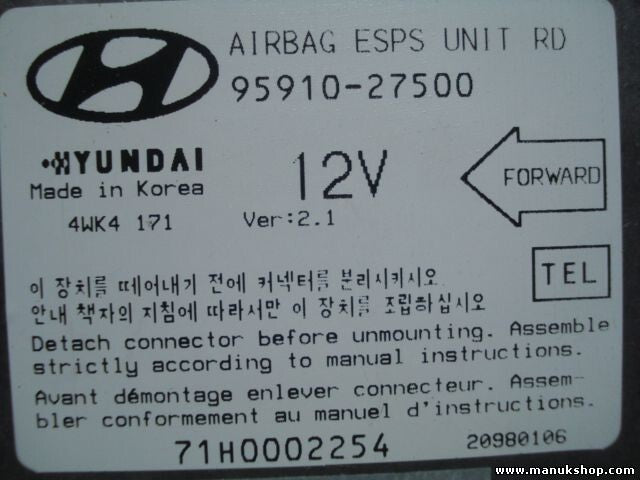 AIRBAG ESPS UNIT RD
95910-27500
HYUNDAI
Made in Korea
4WK4 171
12V
Ver:2.1
FORWARD
TEL
이 장치를 떼어내기 전에 커넥터를 분리시키시오
안내 책자의 지침에 따라서만 이 장치를 조립하십시오
Detach connector before unmounting. Assemble
strictly according to manual instructions.
Avant démontage enlever connecteur. Assem-
bler conformement au manuel d'instructions.
71H0002254
20980106
www.manukshop.com